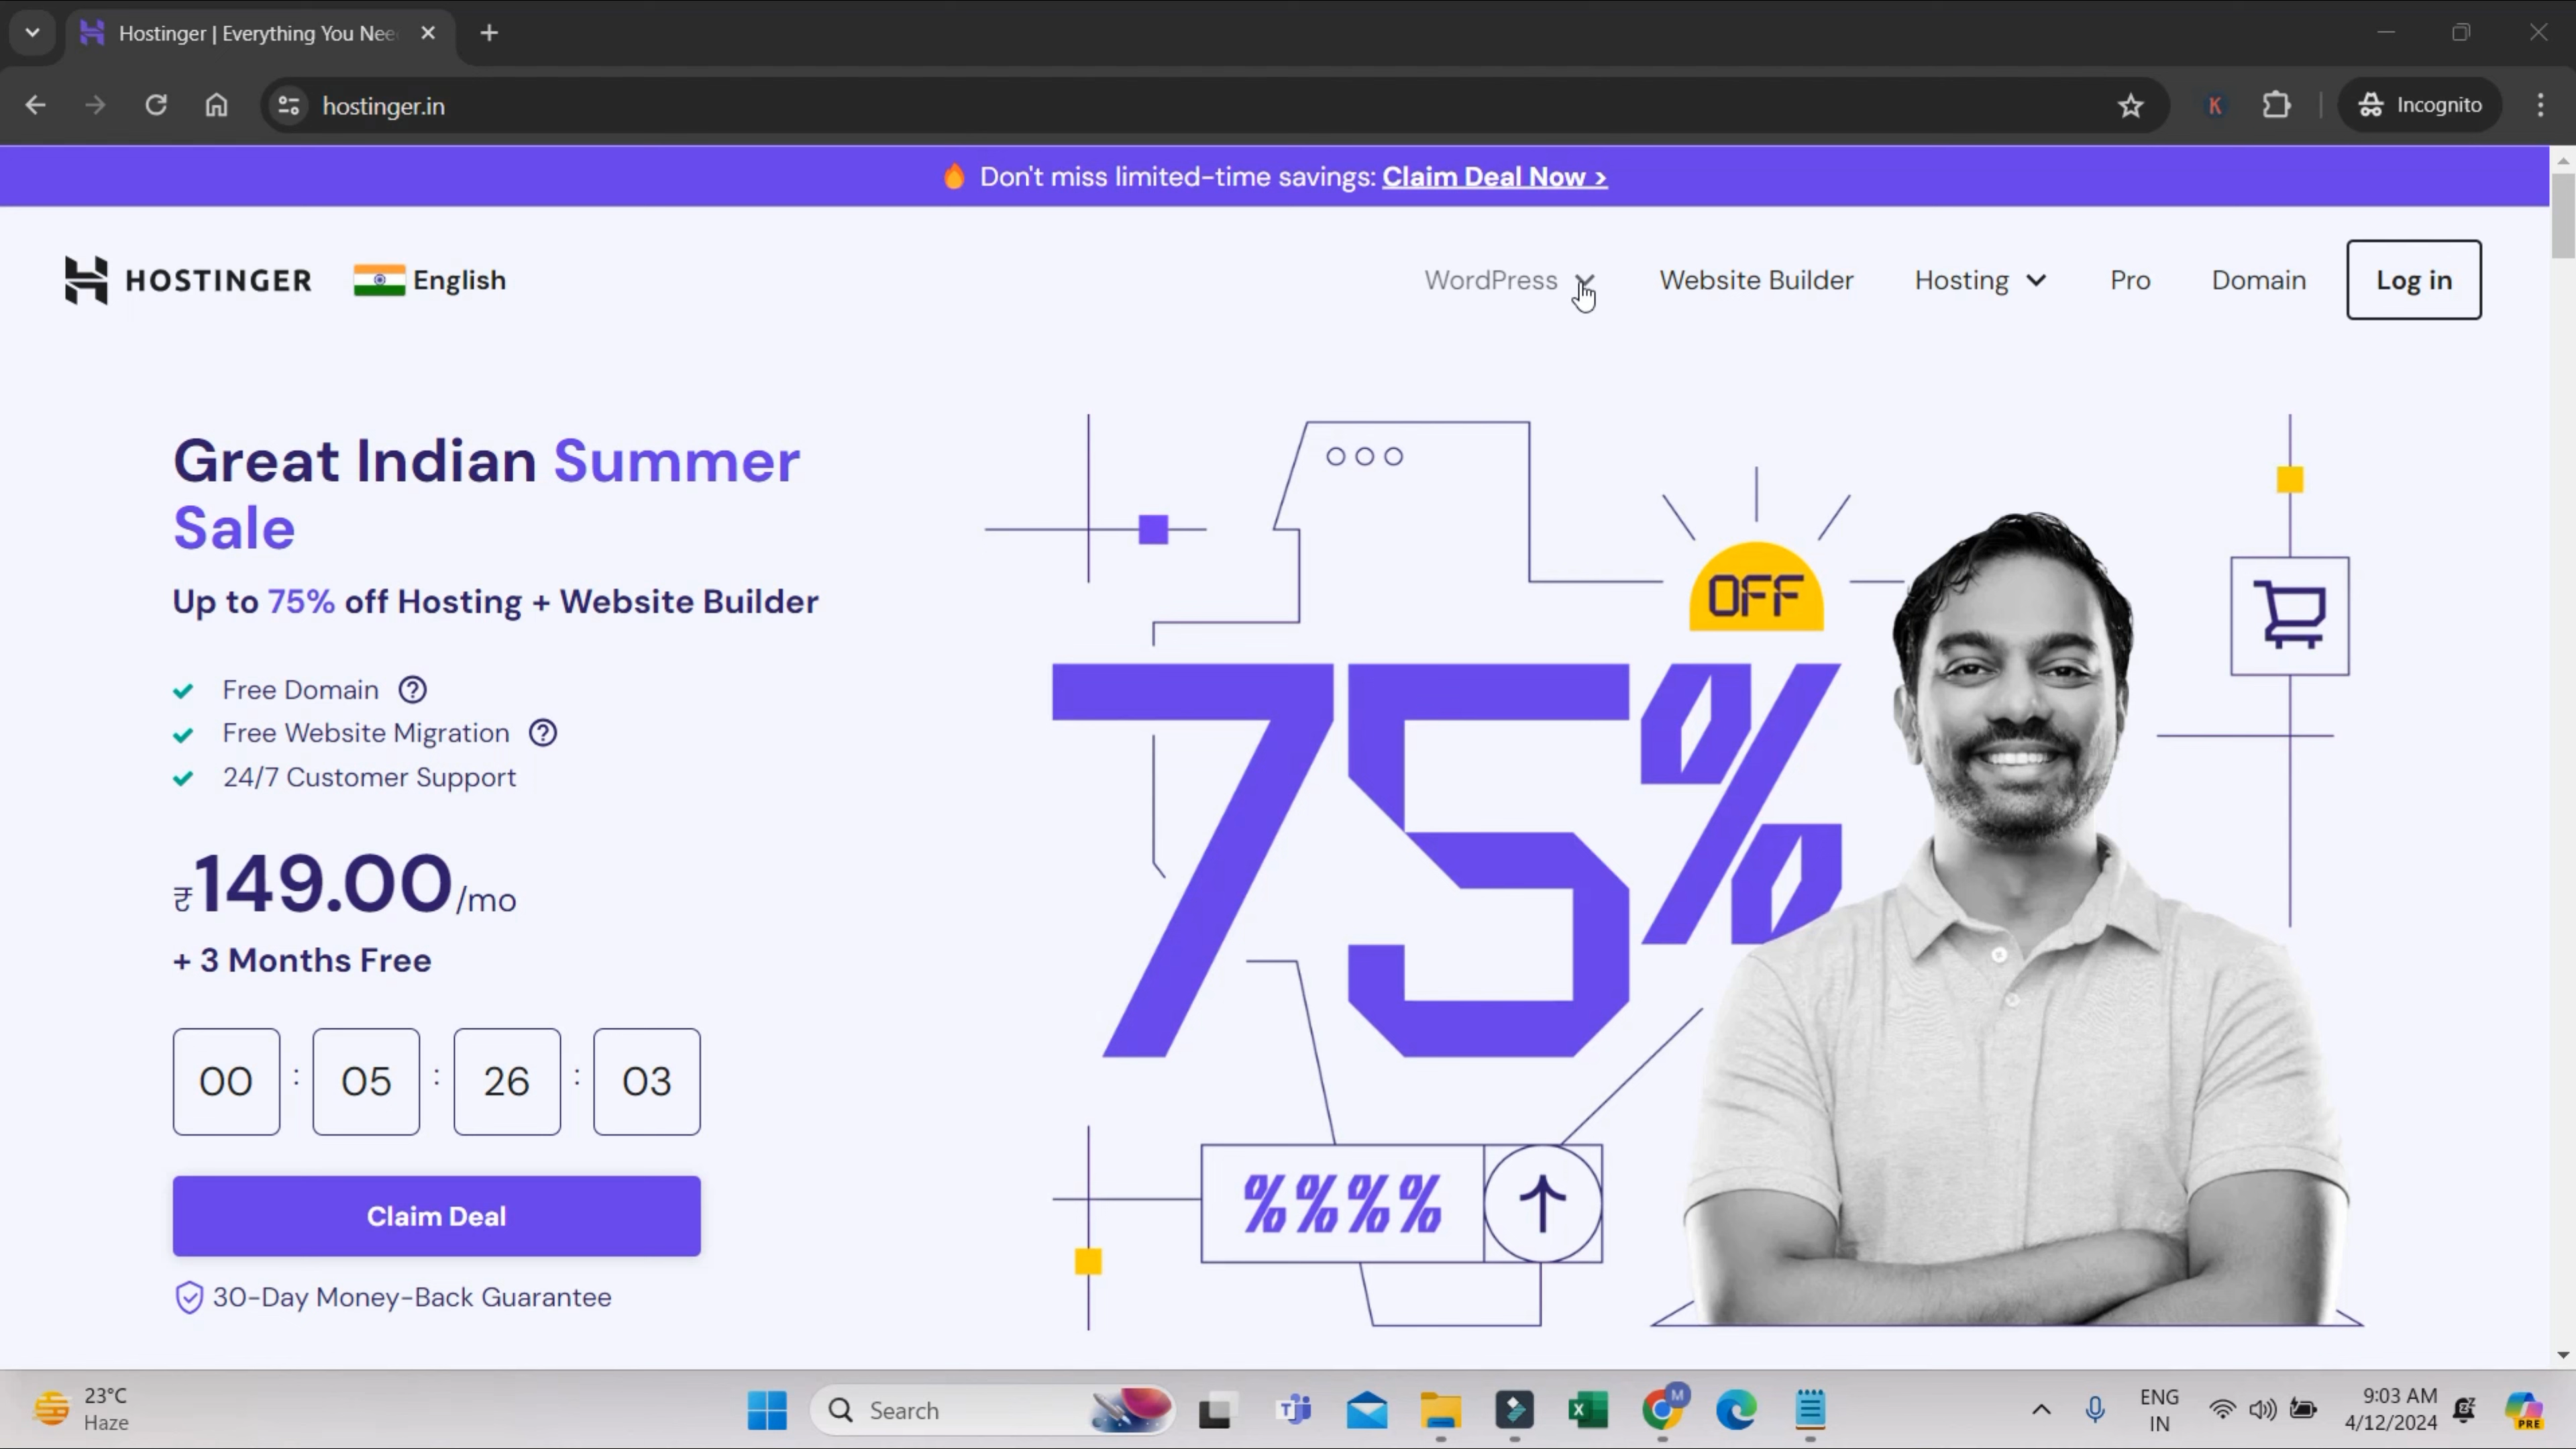 Hostinger | Everything You Nee
hostinger.in
K
Incognito
Don't miss limited-time savings: Claim Deal Now >
HOSTINGER English WordPress Website Builder Hosting Pro Domain Log in
Great Indian Summer
Sale
Up to 75% off Hosting + Website Builder
Free Domain ?
Free Website Migration ?
24/7 Customer Support
₹149.00/mo
+ 3 Months Free
00 : 05 : 26 : 03
Claim Deal
30-Day Money-Back Guarantee
OFF
75%
%%%%
23°C
Haze
Search
M
ENG
IN
9:03 AM
4/12/2024
PRE